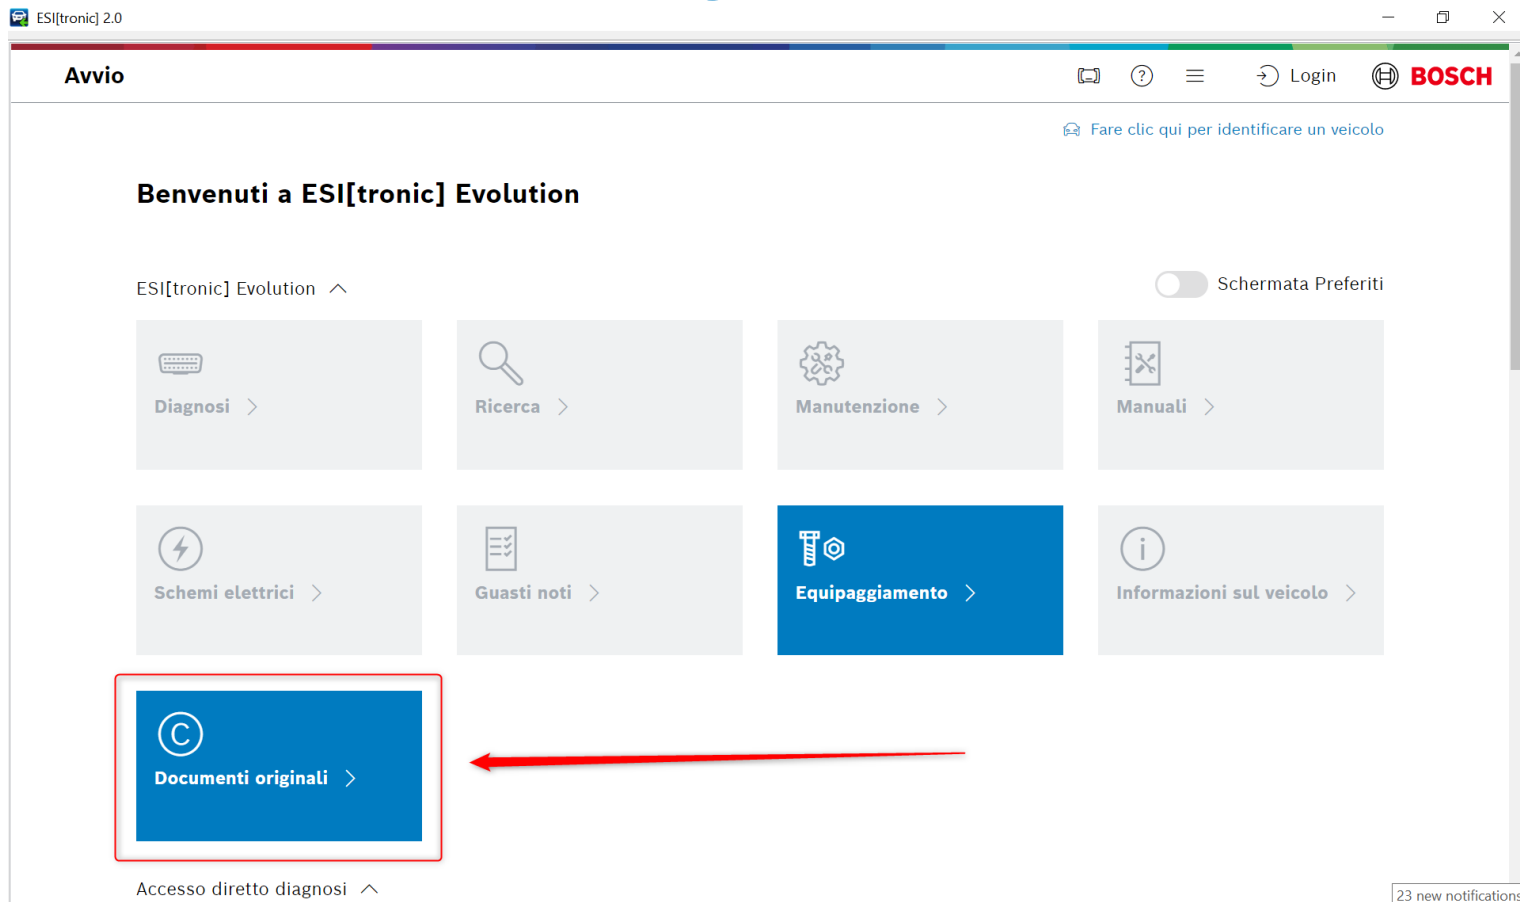 ESI[tronic] 2.0
Avvio
Login
BOSCH
Fare clic qui per identificare un veicolo
Benvenuti a ESI[tronic] Evolution
ESI[tronic] Evolution
Schermata Preferiti
Diagnosi
Ricerca
Manutenzione
Manuali
Schemi elettrici
Guasti noti
Equipaggiamento
Informazioni sul veicolo
C
Documenti originali
Accesso diretto diagnosi
23 new notifications